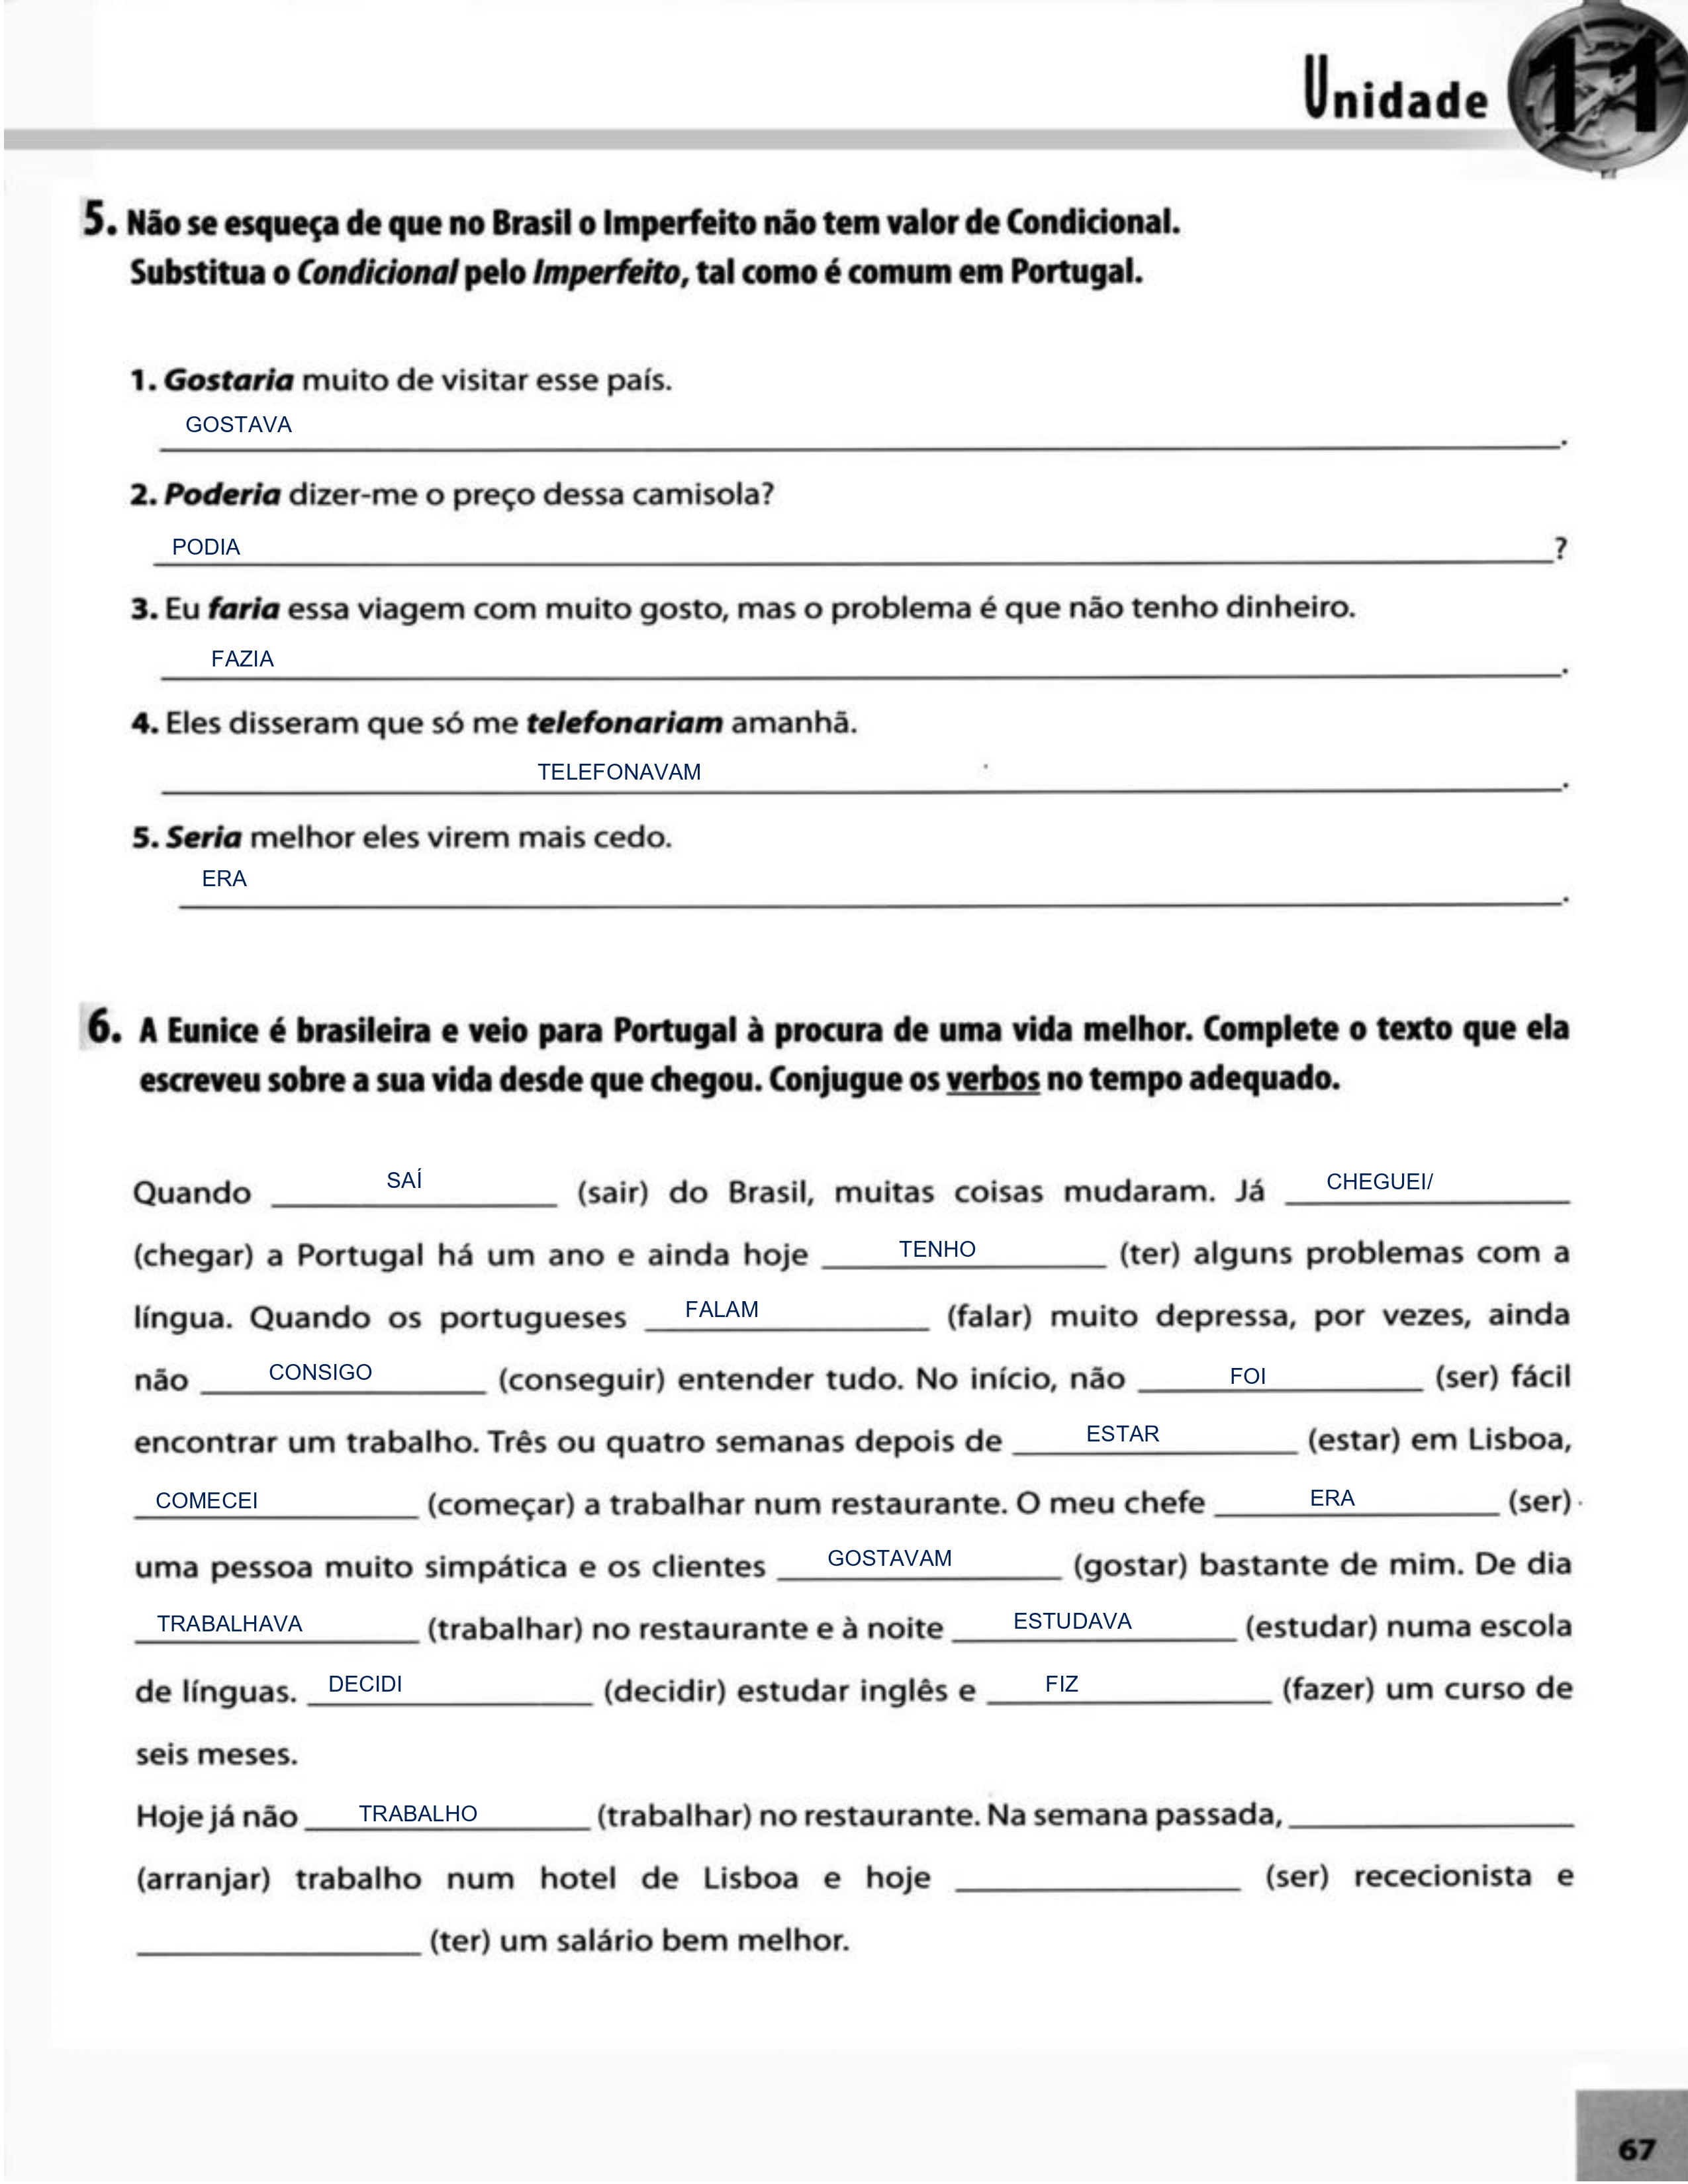 Unidade 11
5. Não se esqueça de que no Brasil o Imperfeito não tem valor de Condicional.
Substitua o Condicional pelo Imperfeito, tal como é comum em Portugal.
1. Gostaria muito de visitar esse país.
GOSTAVA .
2. Poderia dizer-me o preço dessa camisola?
PODIA ?
3. Eu faria essa viagem com muito gosto, mas o problema é que não tenho dinheiro.
FAZIA .
4. Eles disseram que só me telefonariam amanhã.
TELEFONAVAM .
5. Seria melhor eles virem mais cedo.
ERA .
6. A Eunice é brasileira e veio para Portugal à procura de uma vida melhor. Complete o texto que ela
escreveu sobre a sua vida desde que chegou. Conjugue os verbos no tempo adequado.
Quando SAÍ (sair) do Brasil, muitas coisas mudaram. Já CHEGUEI/
(chegar) a Portugal há um ano e ainda hoje TENHO (ter) alguns problemas com a
língua. Quando os portugueses FALAM (falar) muito depressa, por vezes, ainda
não CONSIGO (conseguir) entender tudo. No início, não FOI (ser) fácil
encontrar um trabalho. Três ou quatro semanas depois de ESTAR (estar) em Lisboa,
COMECEI (começar) a trabalhar num restaurante. O meu chefe ERA (ser)
uma pessoa muito simpática e os clientes GOSTAVAM (gostar) bastante de mim. De dia
TRABALHAVA (trabalhar) no restaurante e à noite ESTUDAVA (estudar) numa escola
de línguas. DECIDI (decidir) estudar inglês e FIZ (fazer) um curso de
seis meses.
Hoje já não TRABALHO (trabalhar) no restaurante. Na semana passada, ____________
(arranjar) trabalho num hotel de Lisboa e hoje ____________ (ser) rececionista e
____________ (ter) um salário bem melhor.
67